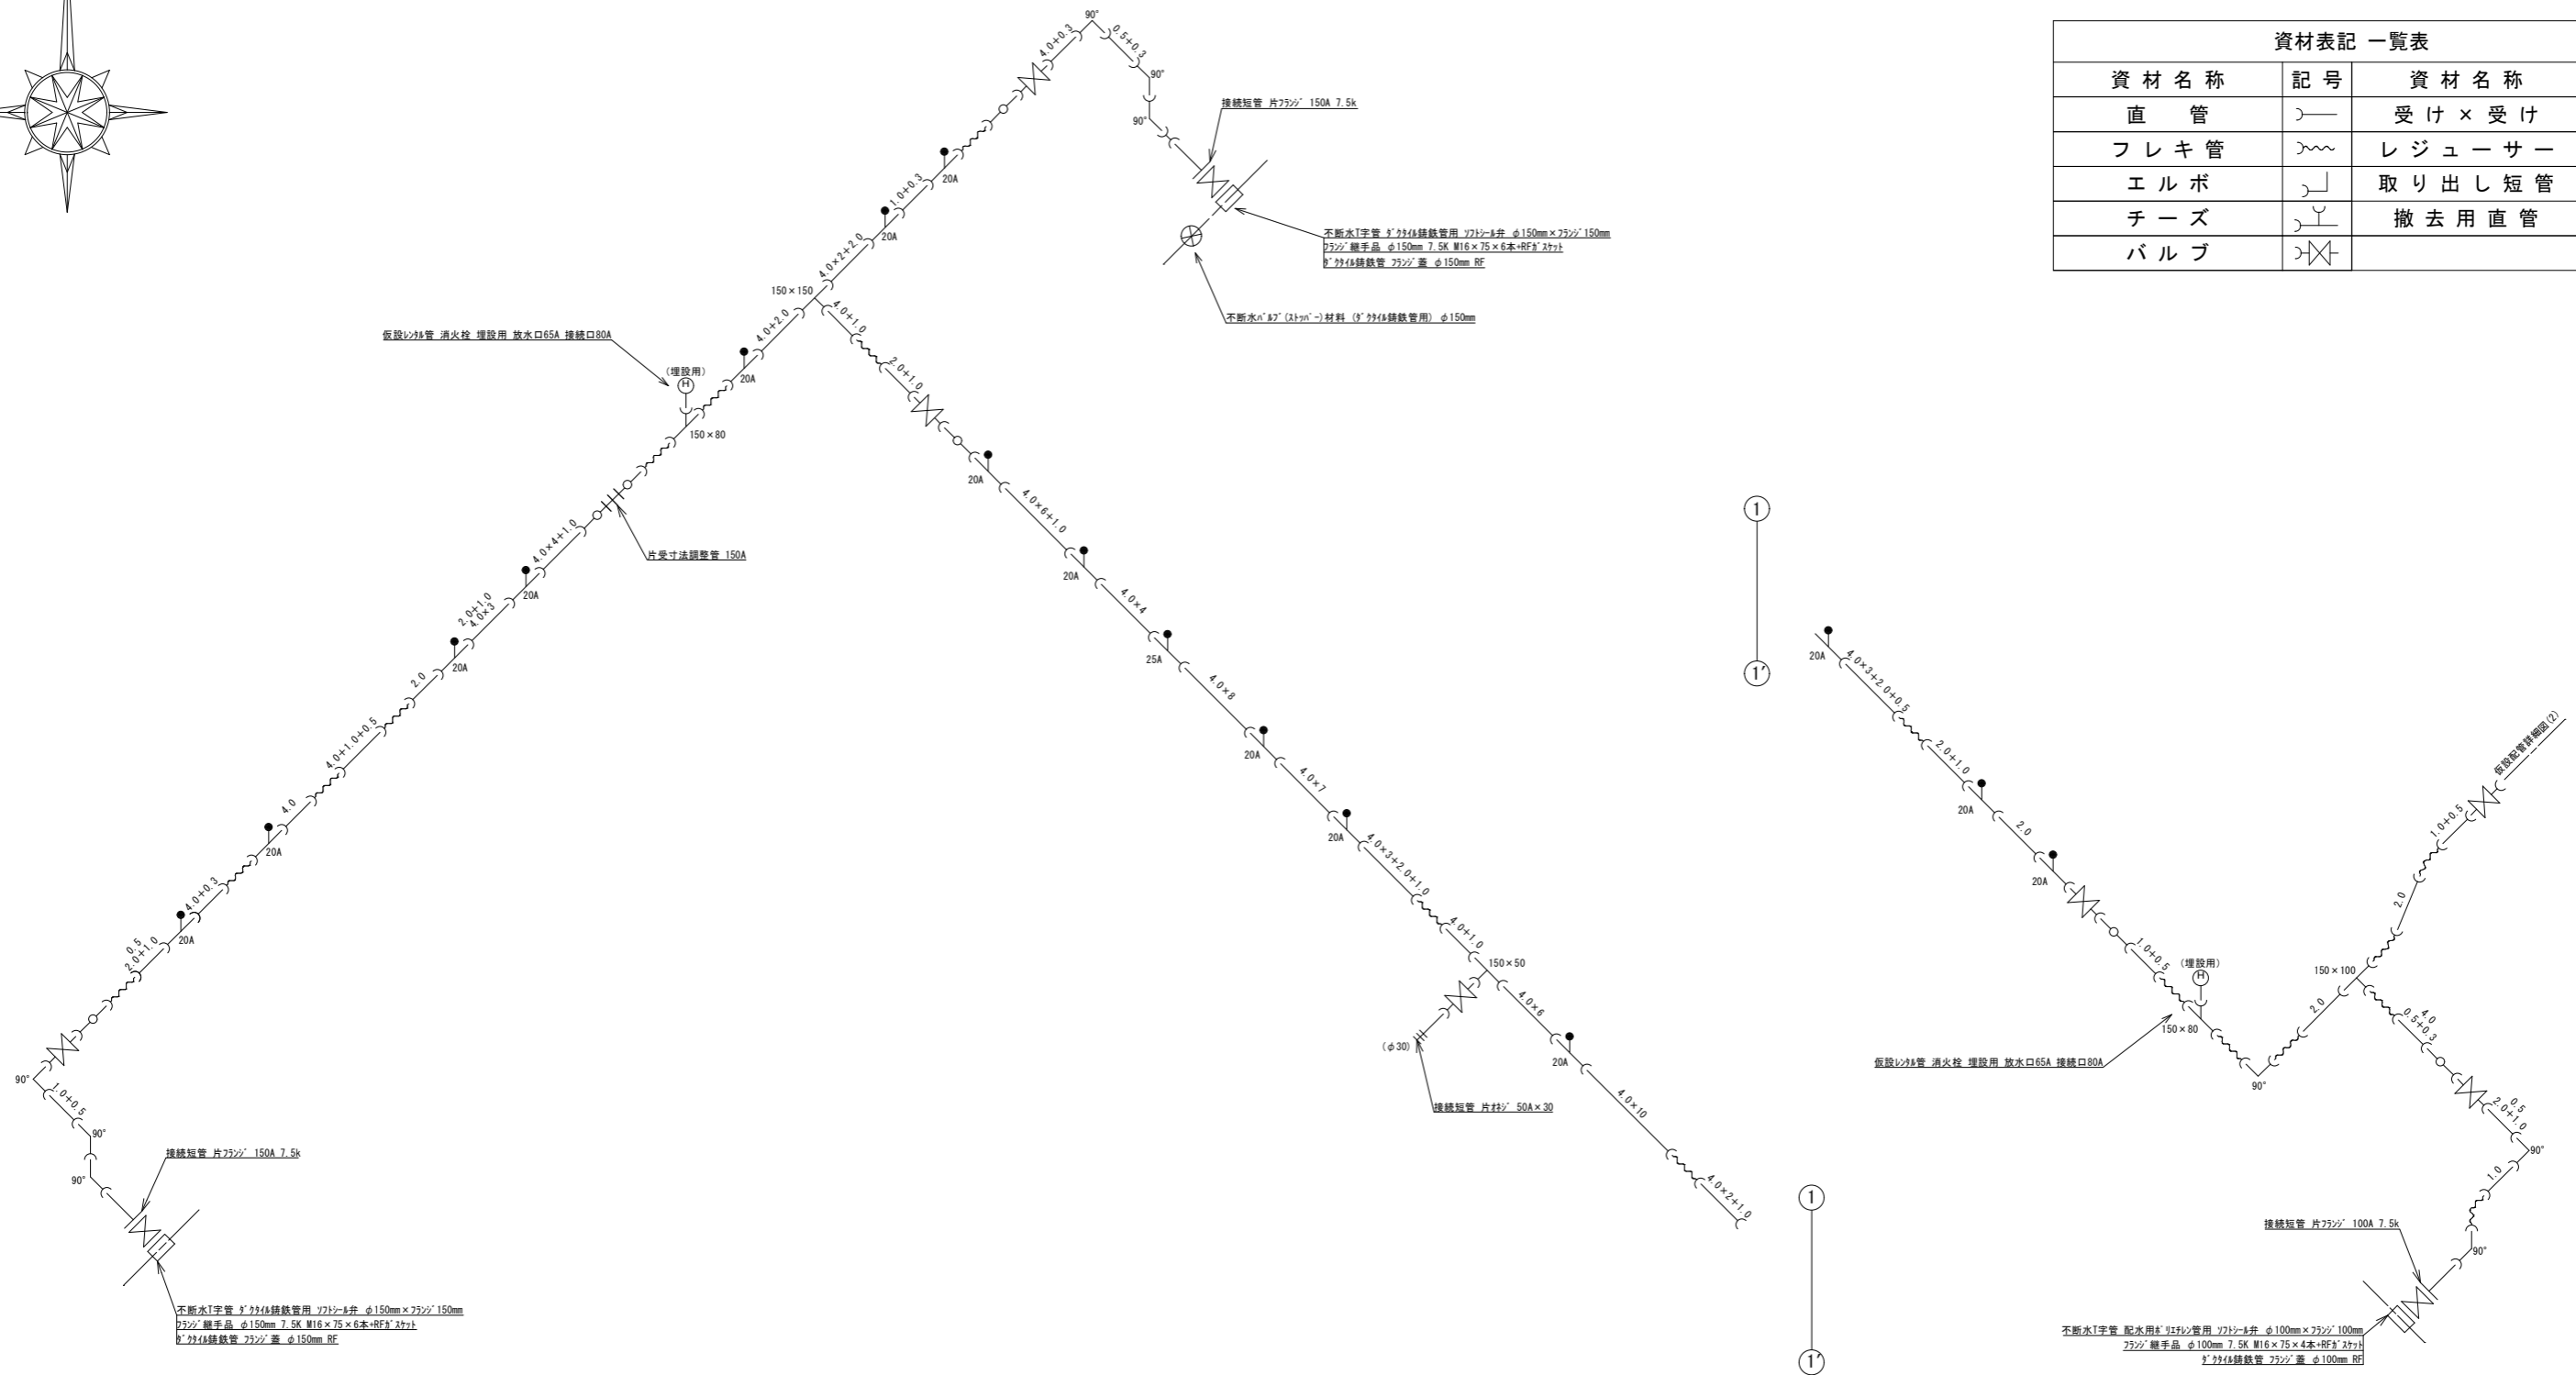 資材表記 一覧表
資材名称 記号 資材名称
直管 受け×受け
フレキ管 レジューサー
エルボ 取り出し短管
チーズ 撤去用直管
バルブ
90°
4.0+0.3
0.5+0.3
90°
90°
接続短管 片フランジ 150A 7.5k
20A
1.0+0.3
20A
不断水T字管 ダクタイル鋳鉄管用 ソフトシール弁 φ150mm×フランジ150mm
フランジ継手品 φ150mm 7.5K M16×75×6本+RFガスケット
ダクタイル鋳鉄管 フランジ蓋 φ150mm RF
不断水バルブ(ストッパー)材料 (ダクタイル鋳鉄管用) φ150mm
4.0×2+2.0
150×150
4.0+2.0
4.0+1.0
仮設レンタル管 消火栓 埋設用 放水口65A 接続口80A
(埋設用)
H
20A
150×80
2.0+1.0
20A
4.0×6+1.0
片受寸法調整管 150A
4.0×4+1.0
20A
20A
2.0+1.0
4.0×3
20A
4.0×4
25A
2.0
4.0×8
4.0+1.0+0.5
20A
4.0×7
4.0
20A
20A
4.0×3+2.0+1.0
4.0+0.3
20A
4.0+1.0
0.5
2.0+1.0
150×50
4.0×6
(φ30)
20A
接続短管 片ネジ 50A×30
4.0×10
4.0×2+1.0
90°
1.0+0.5
90°
90°
接続短管 片フランジ 150A 7.5k
不断水T字管 ダクタイル鋳鉄管用 ソフトシール弁 φ150mm×フランジ150mm
フランジ継手品 φ150mm 7.5K M16×75×6本+RFガスケット
ダクタイル鋳鉄管 フランジ蓋 φ150mm RF
1
1'
1
1'
20A
4.0×3+2.0+0.5
2.0+1.0
20A
2.0
20A
仮設配管詳細図(2)
1.0+0.5
2.0
1.0+0.5
(埋設用)
H
150×80
仮設レンタル管 消火栓 埋設用 放水口65A 接続口80A
90°
2.0
150×100
4.0
0.5+0.3
0.5
2.0+1.0
90°
1.0
90°
接続短管 片フランジ 100A 7.5k
不断水T字管 配水用ポリエチレン管用 ソフトシール弁 φ100mm×フランジ100mm
フランジ継手品 φ100mm 7.5K M16×75×4本+RFガスケット
ダクタイル鋳鉄管 フランジ蓋 φ100mm RF